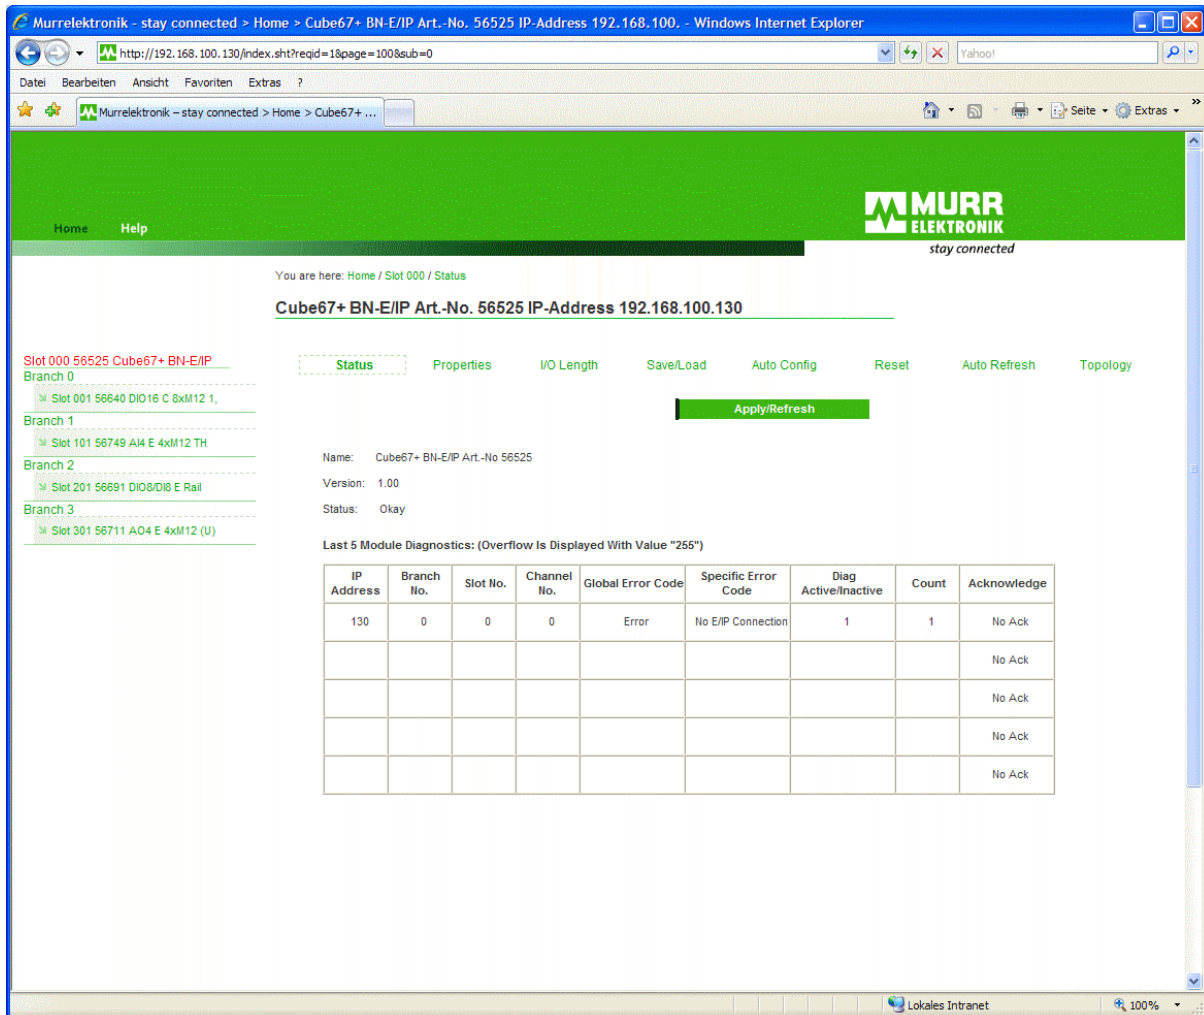 Murrelektronik - stay connected > Home > Cube67+ BN-E/IP Art.-No. 56525 IP-Address 192.168.100. - Windows Internet Explorer
http://192.168.100.130/index.sht?reqid=1&page=100&sub=0
Yahoo!
Datei Bearbeiten Ansicht Favoriten Extras ?
Murrelektronik – stay connected > Home > Cube67+ ...
Seite Extras »
MURR
ELEKTRONIK
stay connected
Home Help
You are here: Home / Slot 000 / Status
Cube67+ BN-E/IP Art.-No. 56525 IP-Address 192.168.100.130
Slot 000 56525 Cube67+ BN-E/IP
Branch 0
Slot 001 56640 DIO16 C 8xM12 1,
Branch 1
Slot 101 56749 AI4 E 4xM12 TH
Branch 2
Slot 201 56691 DIO8/DI8 E Rail
Branch 3
Slot 301 56711 AO4 E 4xM12 (U)
Status Properties I/O Length Save/Load Auto Config Reset Auto Refresh Topology
Apply/Refresh
Name: Cube67+ BN-E/IP Art.-No 56525
Version: 1.00
Status: Okay
Last 5 Module Diagnostics: (Overflow Is Displayed With Value "255")
IP Address Branch No. Slot No. Channel No. Global Error Code Specific Error Code Diag Active/Inactive Count Acknowledge
130 0 0 0 Error No E/IP Connection 1 1 No Ack
No Ack
No Ack
No Ack
No Ack
Lokales Intranet 100%